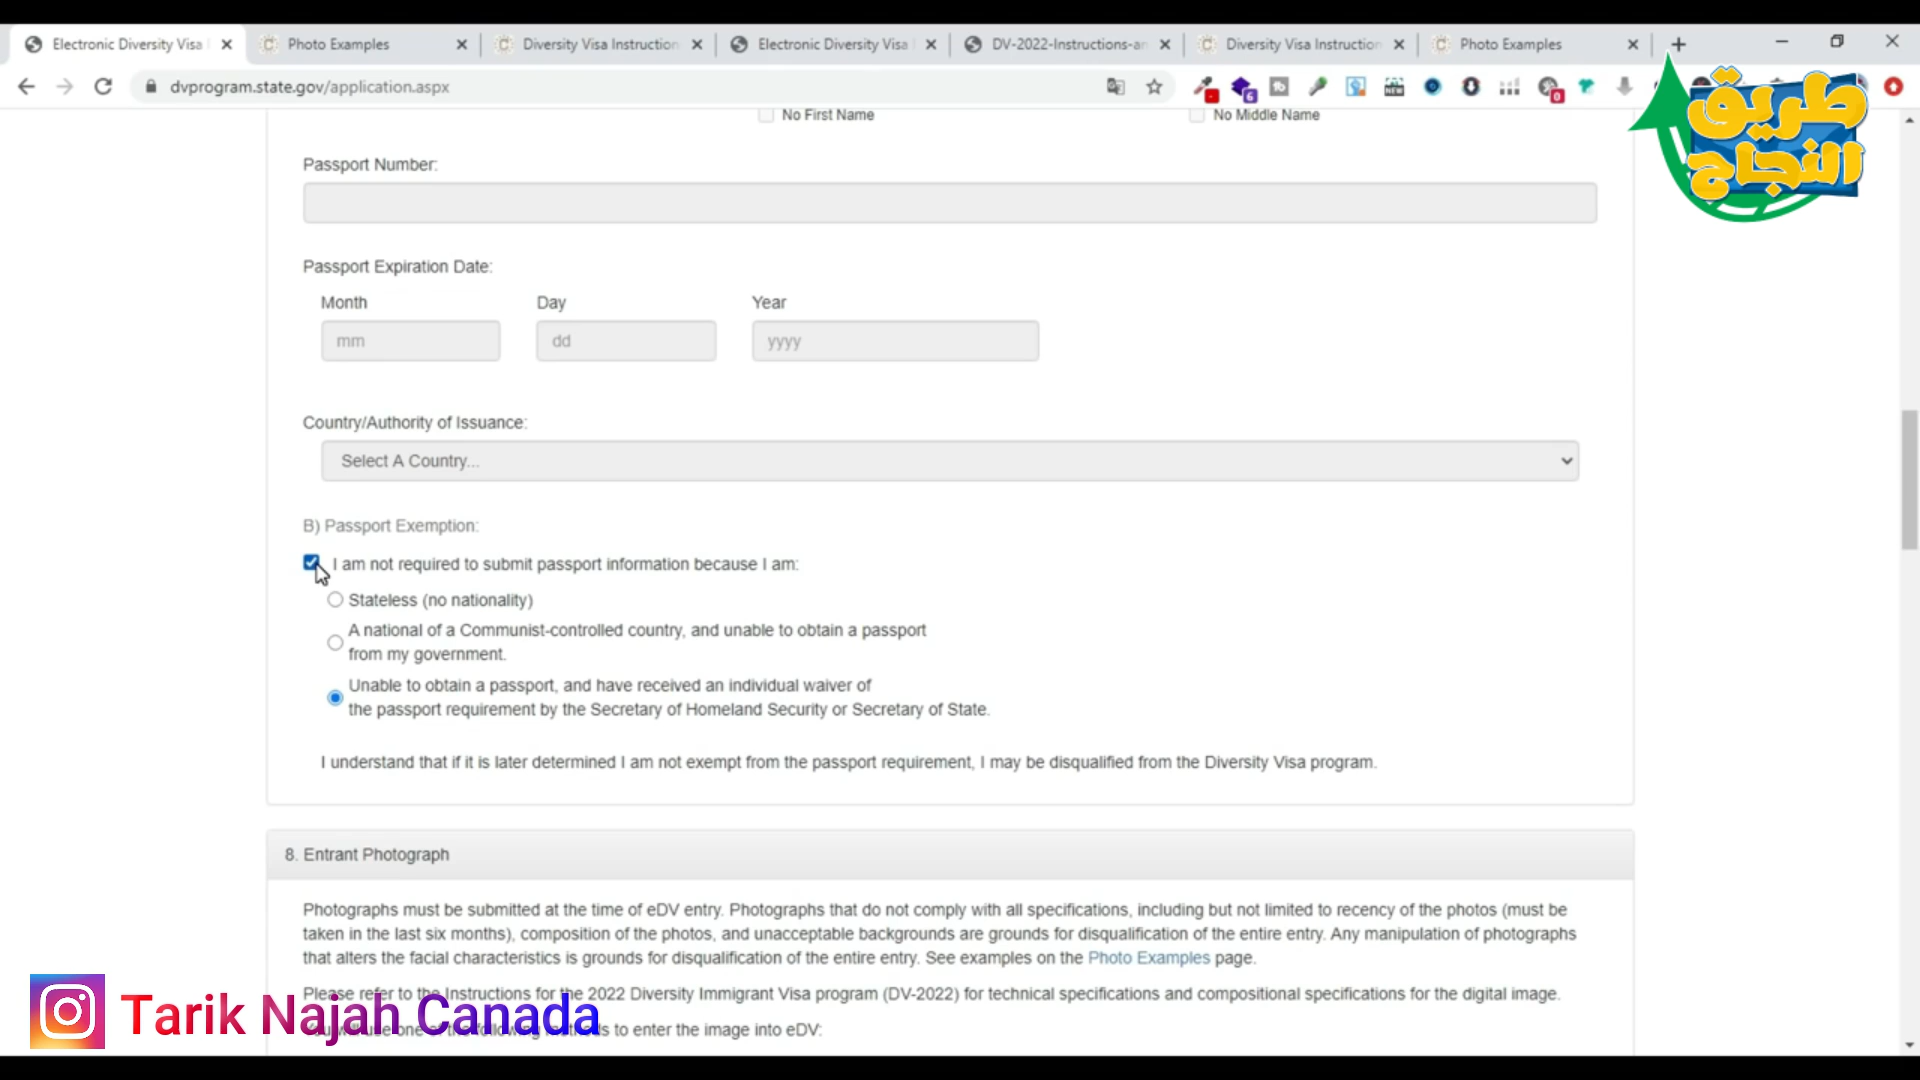 Electronic Diversity Visa
Photo Examples
Diversity Visa Instruction
Electronic Diversity Visa
DV-2022-Instructions-an
Diversity Visa Instruction
Photo Examples
dvprogram.state.gov/application.aspx
طريق
النجاح
No First Name
No Middle Name
Passport Number:
Passport Expiration Date:
Month
Day
Year
mm
dd
yyyy
Country/Authority of Issuance:
Select A Country...
B) Passport Exemption:
I am not required to submit passport information because I am:
Stateless (no nationality)
A national of a Communist-controlled country, and unable to obtain a passport
from my government.
Unable to obtain a passport, and have received an individual waiver of
the passport requirement by the Secretary of Homeland Security or Secretary of State.
I understand that if it is later determined I am not exempt from the passport requirement, I may be disqualified from the Diversity Visa program.
8. Entrant Photograph
Photographs must be submitted at the time of eDV entry. Photographs that do not comply with all specifications, including but not limited to recency of the photos (must be
taken in the last six months), composition of the photos, and unacceptable backgrounds are grounds for disqualification of the entire entry. Any manipulation of photographs
that alters the facial characteristics is grounds for disqualification of the entire entry. See examples on the Photo Examples page.
Please refer to the Instructions for the 2022 Diversity Immigrant Visa program (DV-2022) for technical specifications and compositional specifications for the digital image.
to enter the image into eDV:
Tarik Najah Canada